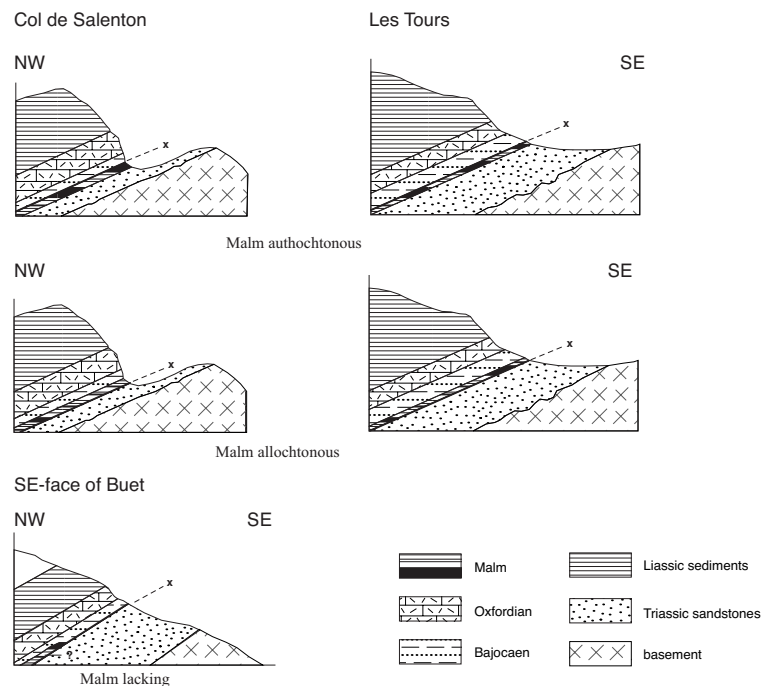 Col de Salenton
Les Tours
NW
SE
x
x
Malm authochtonous
NW
SE
x
x
Malm allochtonous
SE-face of Buet
NW
SE
x
?
Malm lacking
Malm
Liassic sediments
Oxfordian
Triassic sandstones
Bajocaen
basement